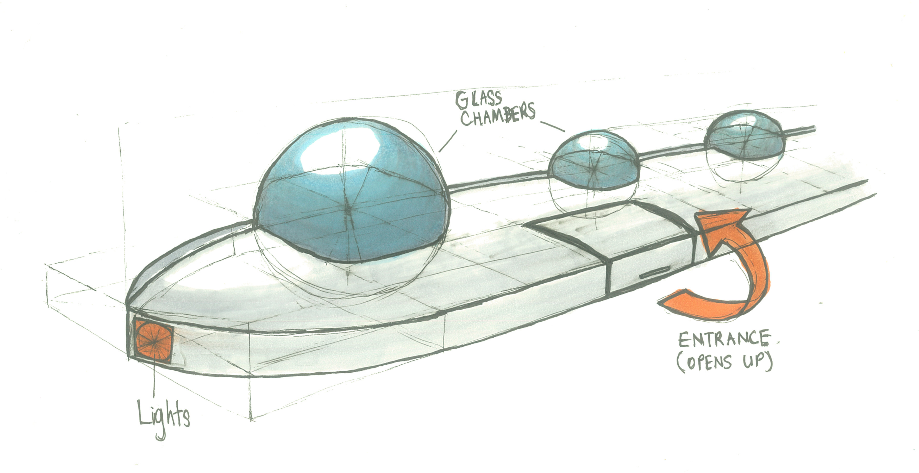 GLASS
CHAMBERS
ENTRANCE.
(OPENS UP)
Lights